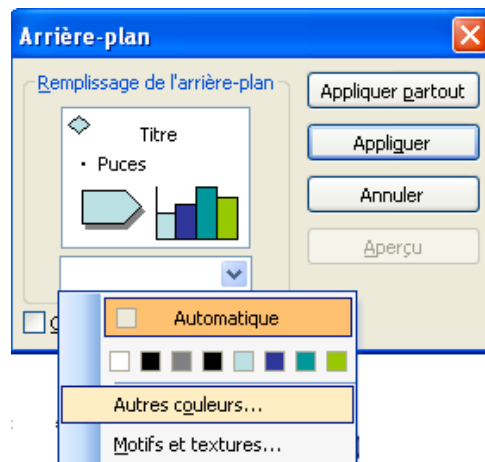 Arrière-plan
Remplissage de l'arrière-plan
Appliquer partout
Titre
Appliquer
• Puces
Annuler
Aperçu
Automatique
Autres couleurs...
Motifs et textures...